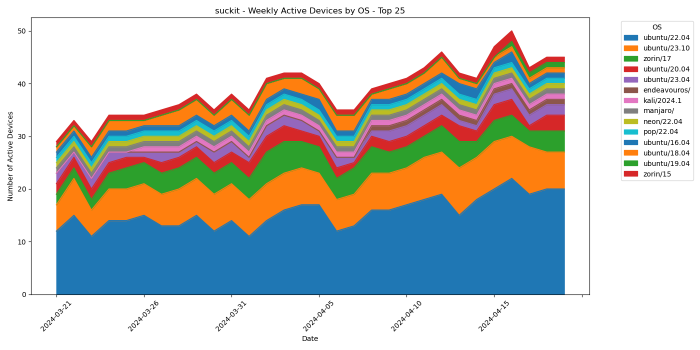 suckit - Weekly Active Devices by OS - Top 25
Number of Active Devices
50
40
30
20
10
0
2024-03-21
2024-03-26
2024-03-31
2024-04-05
2024-04-10
2024-04-15
Date
OS
ubuntu/22.04
ubuntu/23.10
zorin/17
ubuntu/20.04
ubuntu/23.04
endeavouros/
kali/2024.1
manjaro/
neon/22.04
pop/22.04
ubuntu/16.04
ubuntu/18.04
ubuntu/19.04
zorin/15